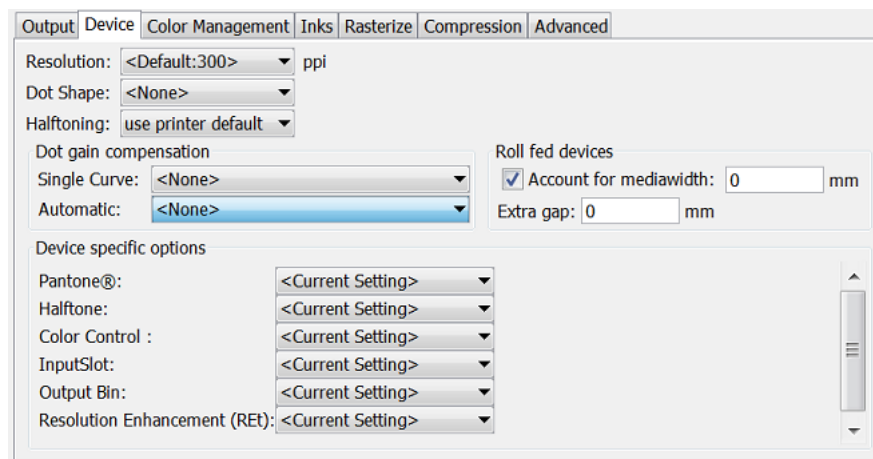 Output Device Color Management Inks Rasterize Compression Advanced
Resolution: <Default:300> ppi
Dot Shape: <None>
Halftoning: use printer default
Dot gain compensation
Single Curve: <None>
Automatic: <None>
Roll fed devices
Account for mediawidth: 0 mm
Extra gap: 0 mm
Device specific options
Pantone®: <Current Setting>
Halftone: <Current Setting>
Color Control : <Current Setting>
InputSlot: <Current Setting>
Output Bin: <Current Setting>
Resolution Enhancement (REt): <Current Setting>